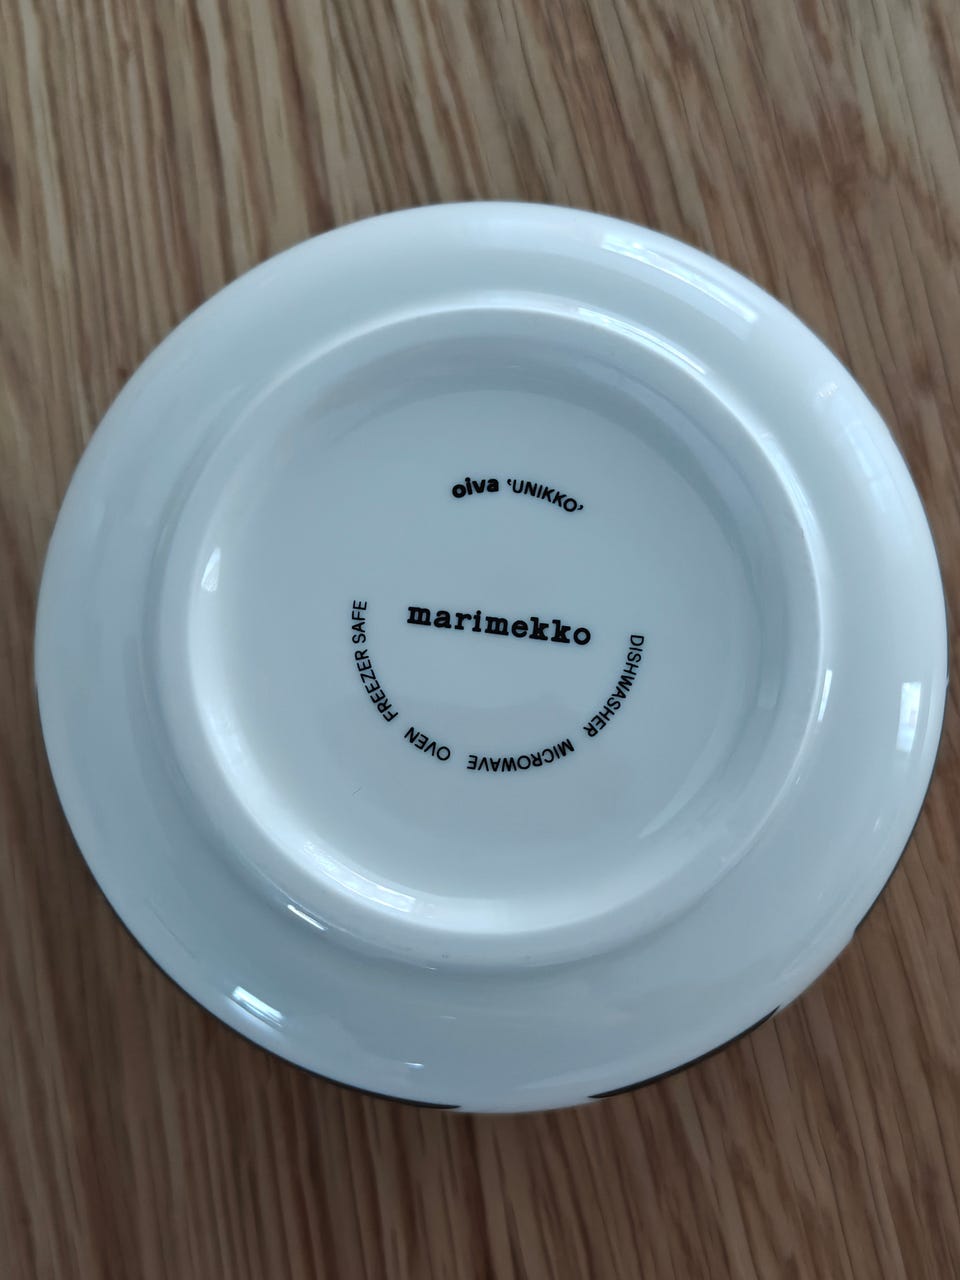 oiva ‘UNIKKO’
marimekko
DISHWASHER MICROWAVE OVEN FREEZER SAFE